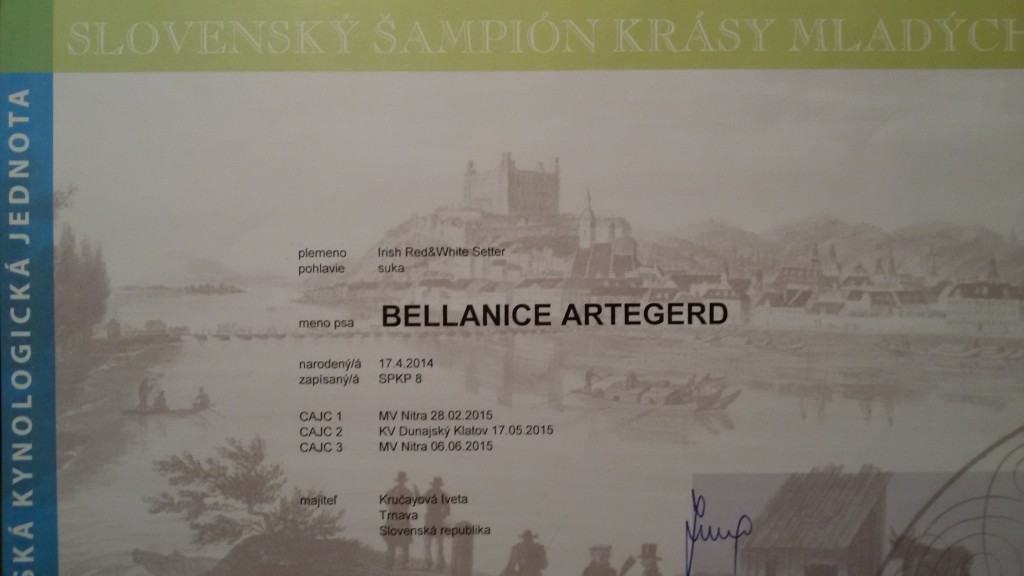 SLOVENSKÝ ŠAMPIÓN KRÁSY MLADÝCH
SKÁ KYNOLOGICKÁ JEDNOTA
plemeno Irish Red&White Setter
pohlavie suka
meno psa BELLANICE ARTEGERD
narodený/á 17.4.2014
zapísaný/á SPKP 8
CAJC 1 MV Nitra 28.02.2015
CAJC 2 KV Dunajský Klatov 17.05.2015
CAJC 3 MV Nitra 06.06.2015
majiteľ Kručayová Iveta
Trnava
Slovenská republika